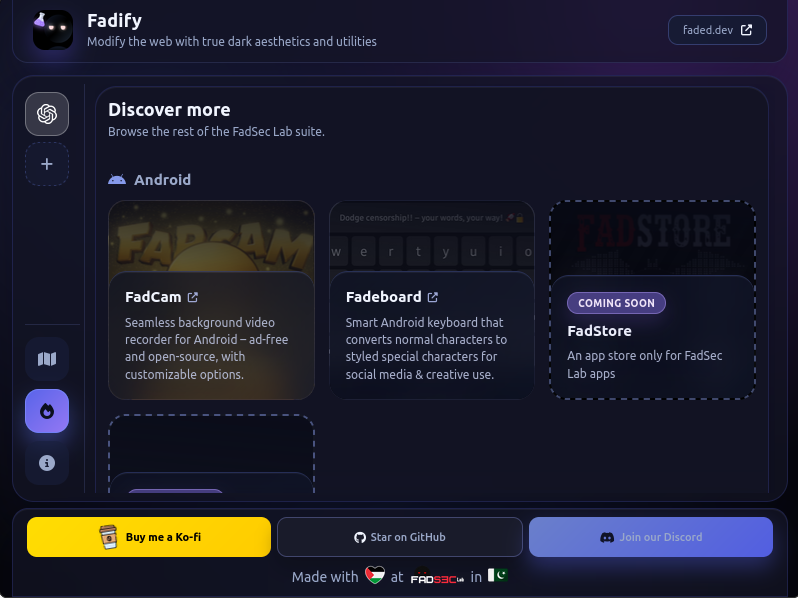 Fadify
Modify the web with true dark aesthetics and utilities
faded.dev
Discover more
Browse the rest of the FadSec Lab suite.
Android
FADCAM
Dodge censorship!! – your words, your way!
w e r t y u i o
FADSTORE
FadCam
Seamless background video
recorder for Android – ad-free
and open-source, with
customizable options.
Fadeboard
Smart Android keyboard that
converts normal characters to
styled special characters for
social media & creative use.
COMING SOON
FadStore
An app store only for FadSec
Lab apps
Buy me a Ko-fi
Star on GitHub
Join our Discord
Made with at FADS3C Lab in